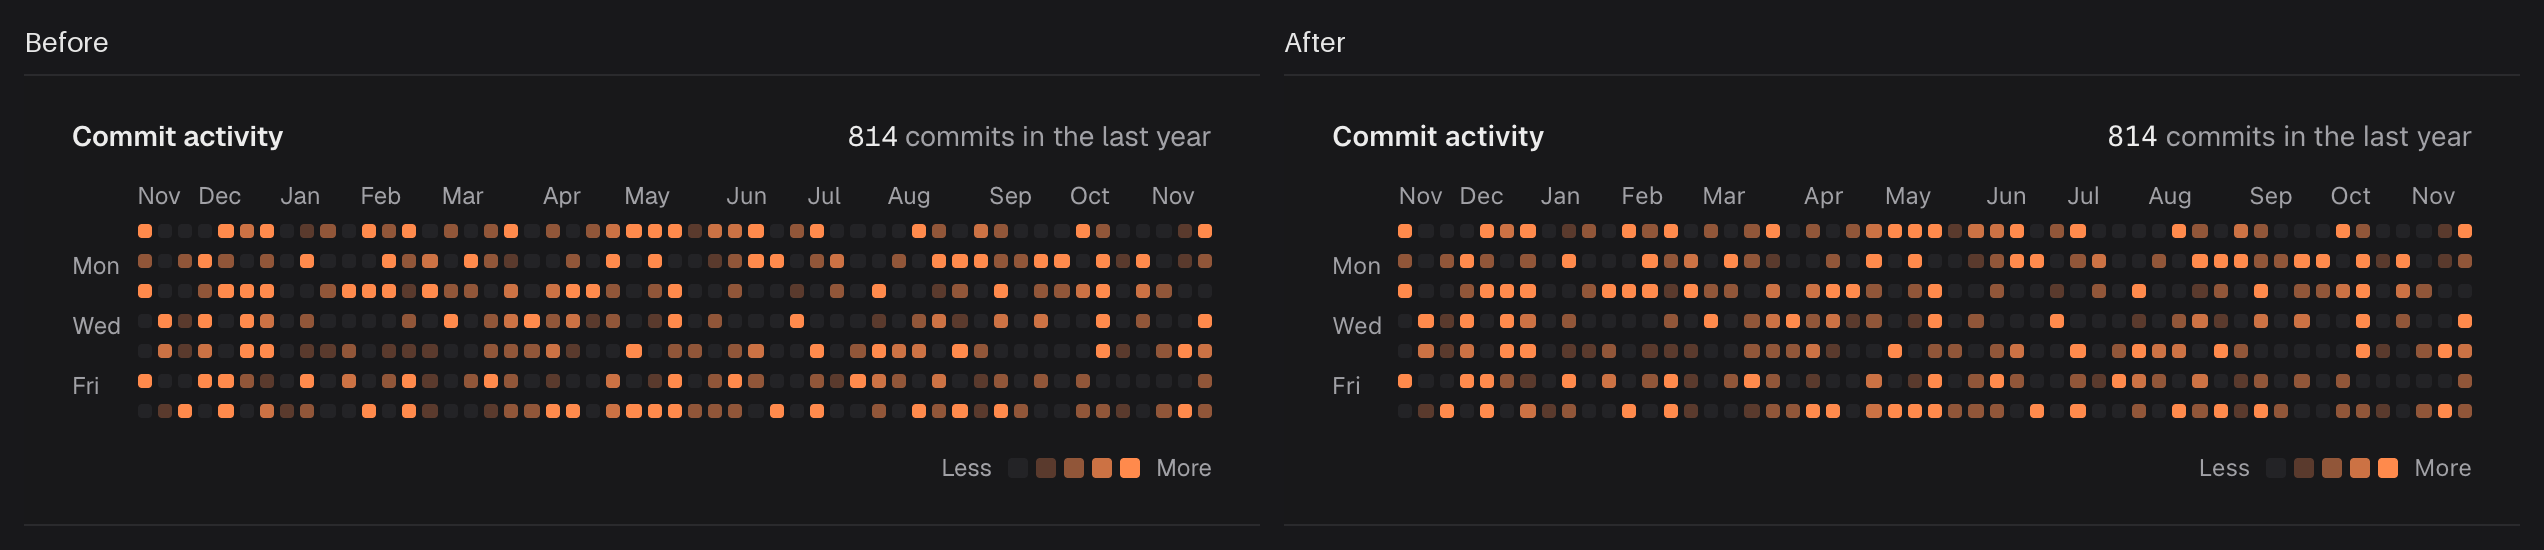 Before
Commit activity 814 commits in the last year
Nov Dec Jan Feb Mar Apr May Jun Jul Aug Sep Oct Nov
Mon
Wed
Fri
Less More
After
Commit activity 814 commits in the last year
Nov Dec Jan Feb Mar Apr May Jun Jul Aug Sep Oct Nov
Mon
Wed
Fri
Less More